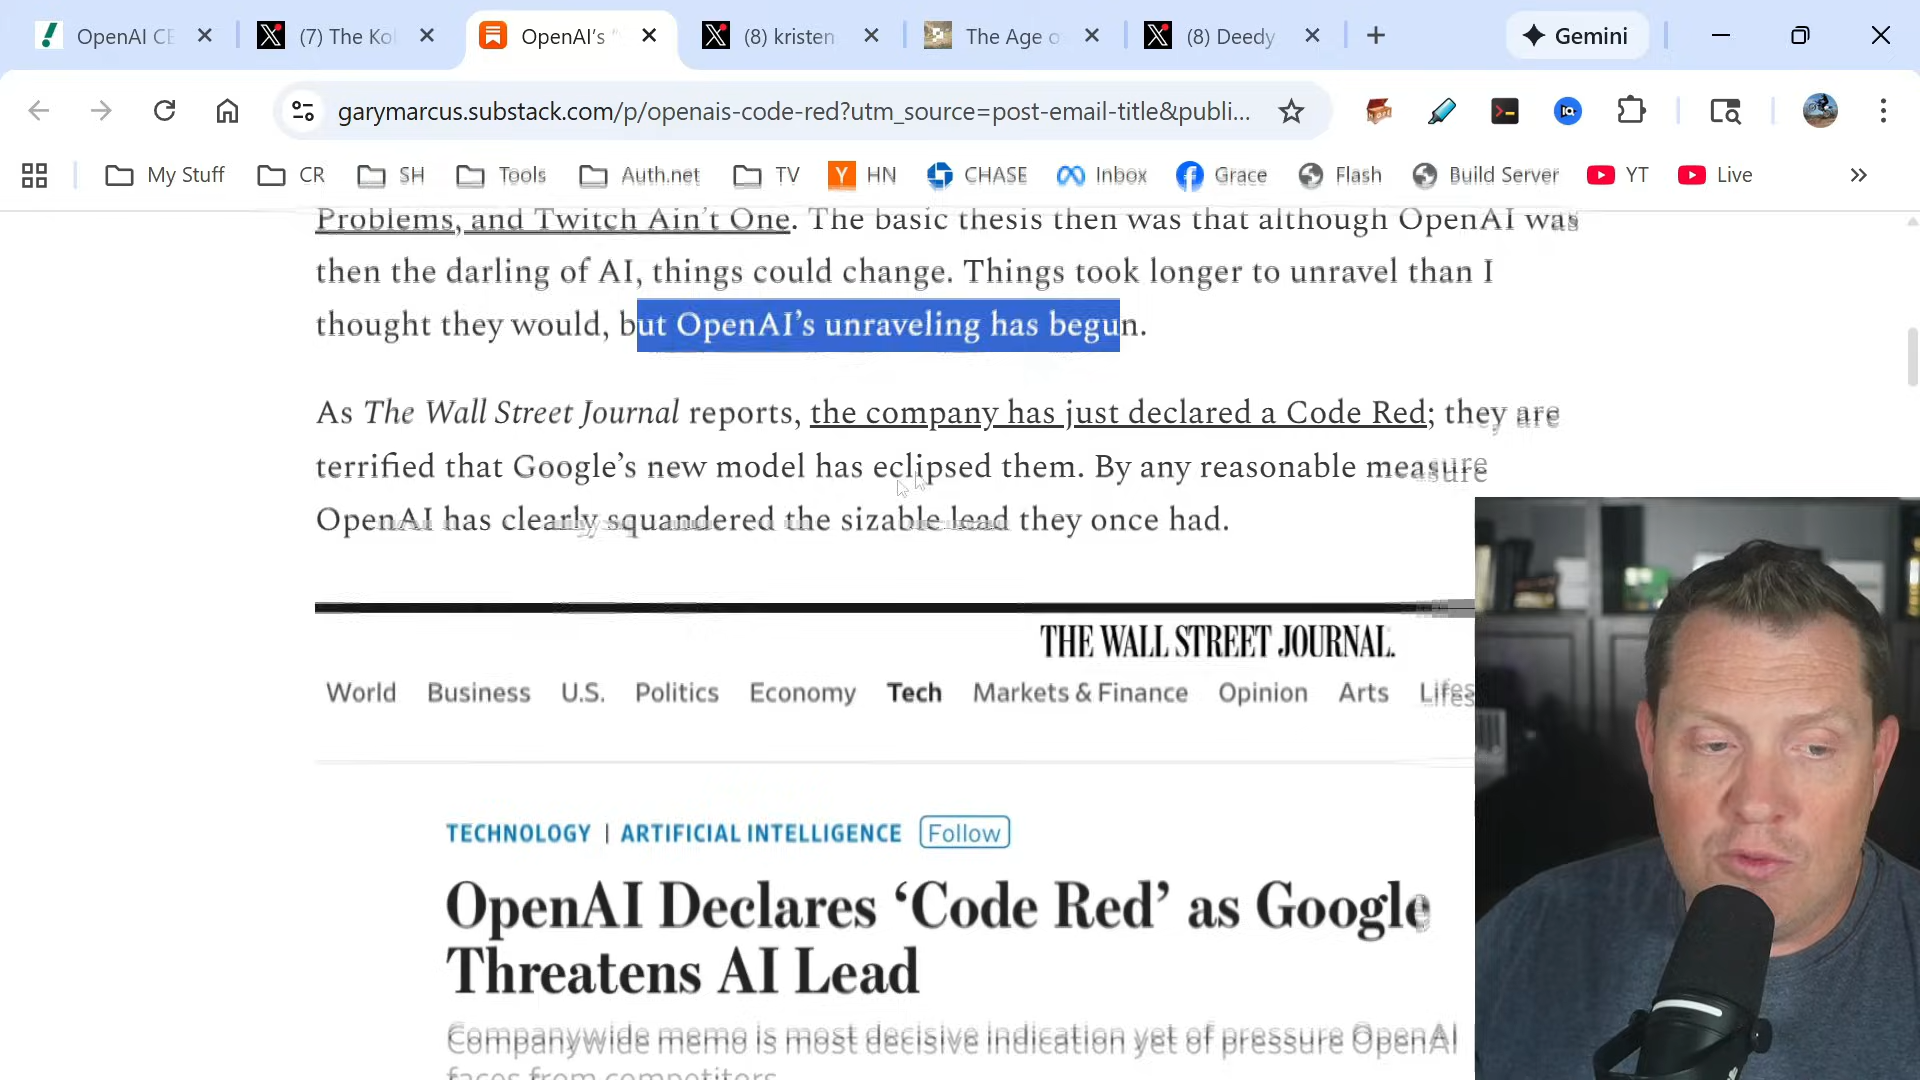 OpenAI CE
(7) The Kol
OpenAI's "
(8) kristen
The Age o
(8) Deedy
Gemini
garymarcus.substack.com/p/openais-code-red?utm_source=post-email-title&publi...
My Stuff
CR
SH
Tools
Auth.net
TV
HN
CHASE
Inbox
Grace
Flash
Build Server
YT
Live
Problems, and Twitch Ain't One. The basic thesis then was that although OpenAI was
then the darling of AI, things could change. Things took longer to unravel than I
thought they would, but OpenAI's unraveling has begun.
As The Wall Street Journal reports, the company has just declared a Code Red; they are
terrified that Google's new model has eclipsed them. By any reasonable measure
OpenAI has clearly squandered the sizable lead they once had.
THE WALL STREET JOURNAL.
World Business U.S. Politics Economy Tech Markets & Finance Opinion Arts Lifes
TECHNOLOGY | ARTIFICIAL INTELLIGENCE Follow
OpenAI Declares 'Code Red' as Google
Threatens AI Lead
Companywide memo is most decisive indication yet of pressure OpenAI
faces from competitors